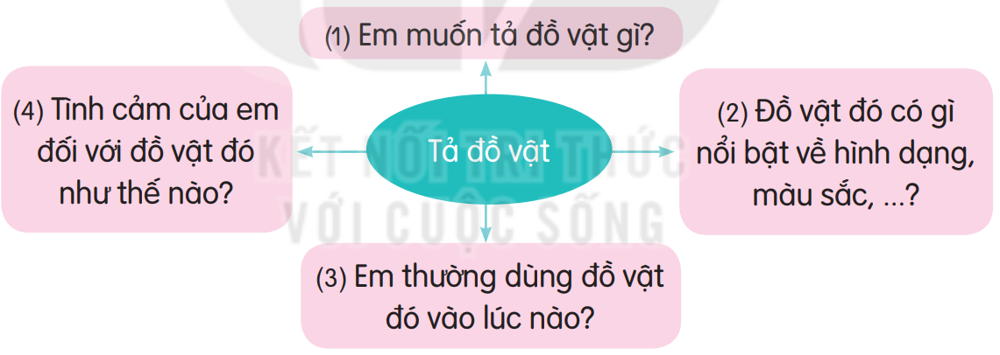 (1) Em muốn tả đồ vật gì?
(4) Tình cảm của em
đối với đồ vật đó
như thế nào?
Tả đồ vật
(2) Đồ vật đó có gì
nổi bật về hình dạng,
màu sắc, ...?
(3) Em thường dùng đồ vật
đó vào lúc nào?
KẾT NỐI TRI THỨC
VỚI CUỘC SỐNG